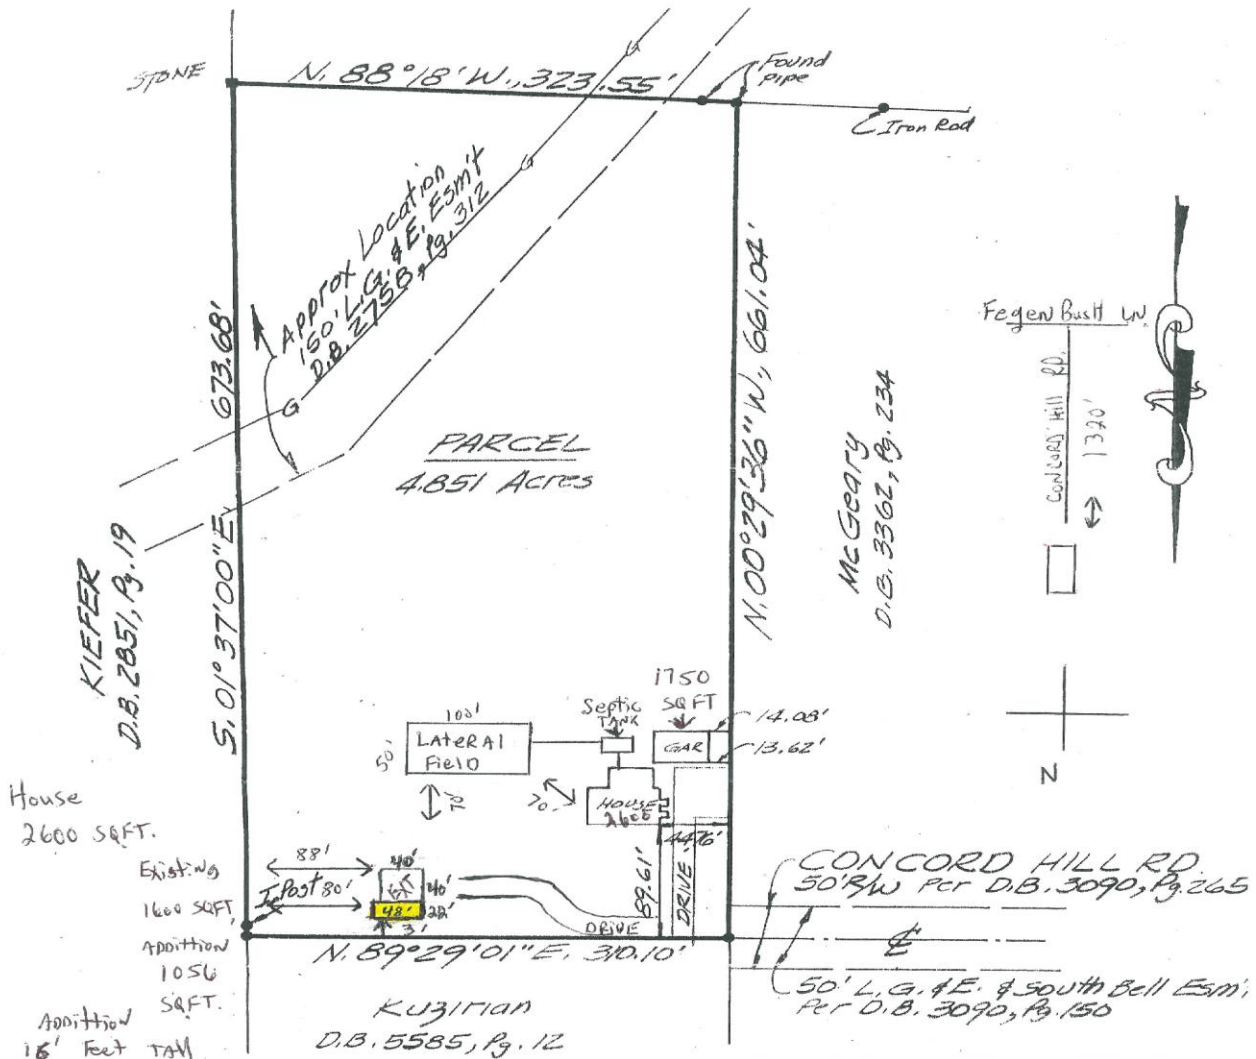 STONE
N. 88°18' W., 323.55'
Found
pipe
Iron Rod
Approx Location
150' L.G. & E. Esm't
D.B. 2758, Pg. 312
G
G
G
673.68'
S. 01°37'00" E.
N. 00°29'36" W., 661.04'
PARCEL
4.851 Acres
KIEFER
D.B. 2851, Pg. 19
McGeary
D.B. 3362, Pg. 234
Fegen Bush LN.
CONCORD Hill RD.
1320'
N
1750
SQ FT
Septic
TANK
100'
50'
LATERAL
Field
GAR
14.08'
13.62'
70'
70'
HOUSE
2600
44.76'
89.61'
DRIVE
DRIVE
House
2600 SQFT.
Existing
1600 SQFT
Addittion
1056
SQFT.
Addittion
16' Feet TAll
88'
Post 80'
40'
EXT
40'
48'
22'
3'
N. 89°29'01" E. 310.10'
CONCORD HILL RD.
50' R/W Per D.B. 3090, Pg. 265
50' L.G. & E. & South Bell Esm't
Per D.B. 3090, Pg. 150
Kuzirian
D.B. 5585, Pg. 12